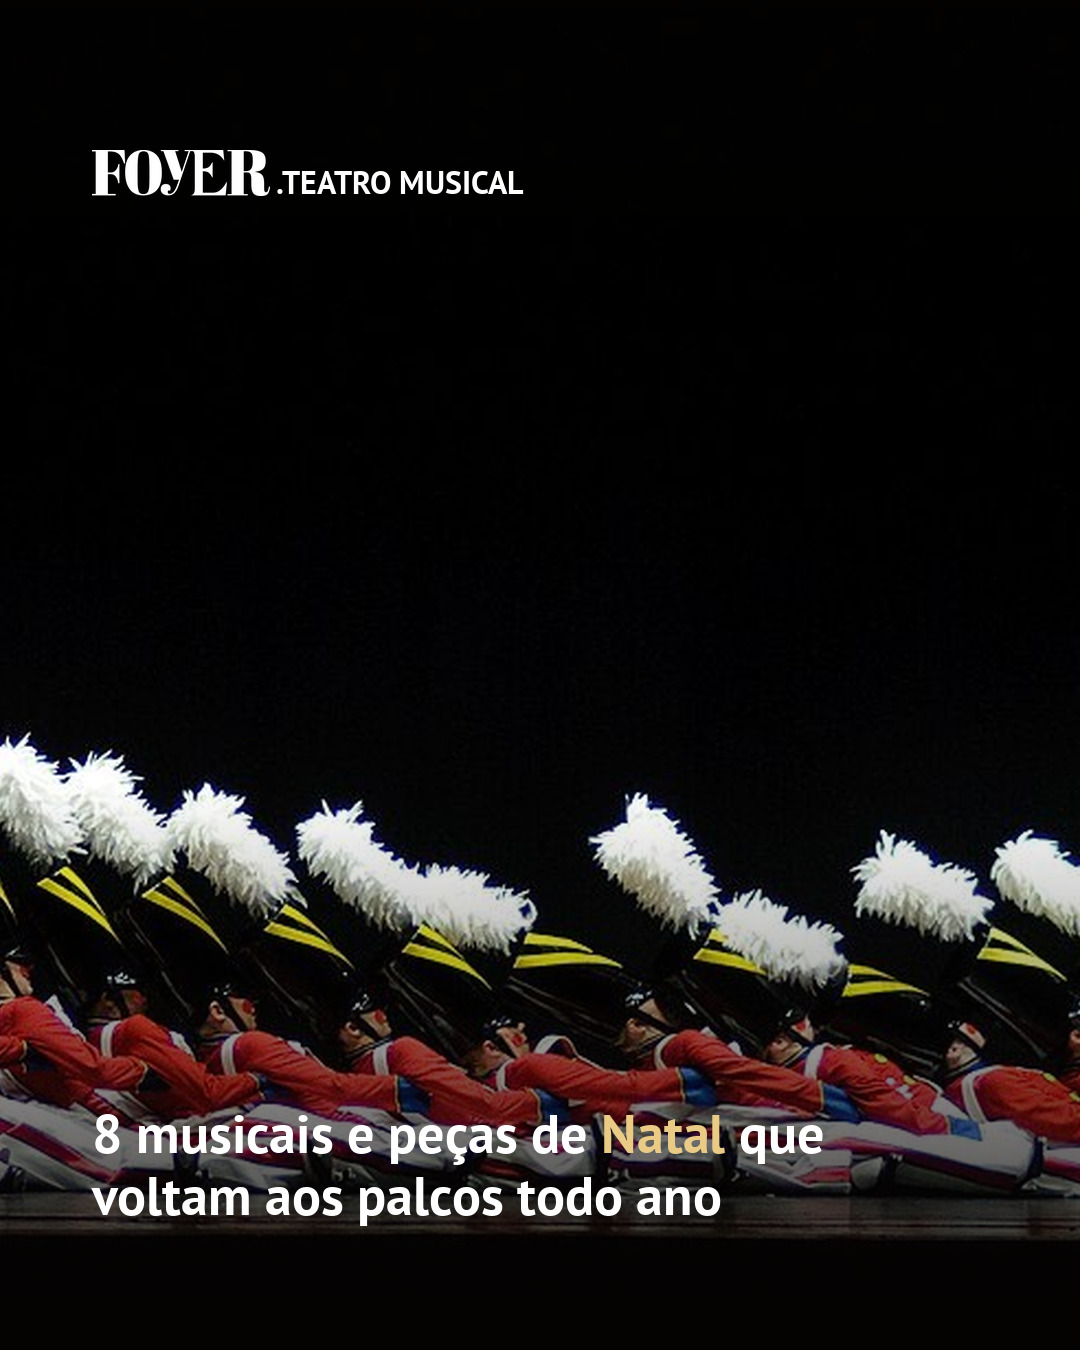 FOYER .TEATRO MUSICAL
8 musicais e peças de Natal que
voltam aos palcos todo ano